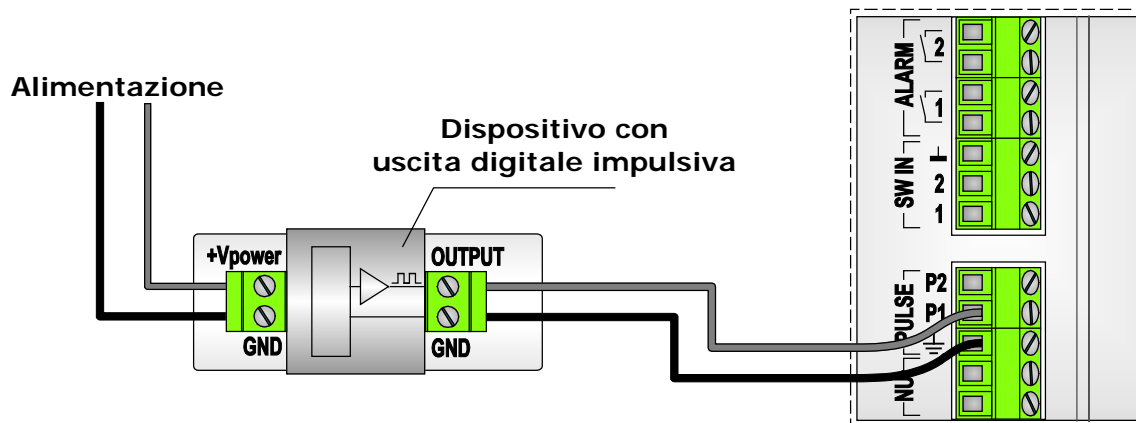 Alimentazione
Dispositivo con
uscita digitale impulsiva
+Vpower
GND
OUTPUT
GND
ALARM
2
1
SW IN
2
1
PULSE
P2
P1
NU